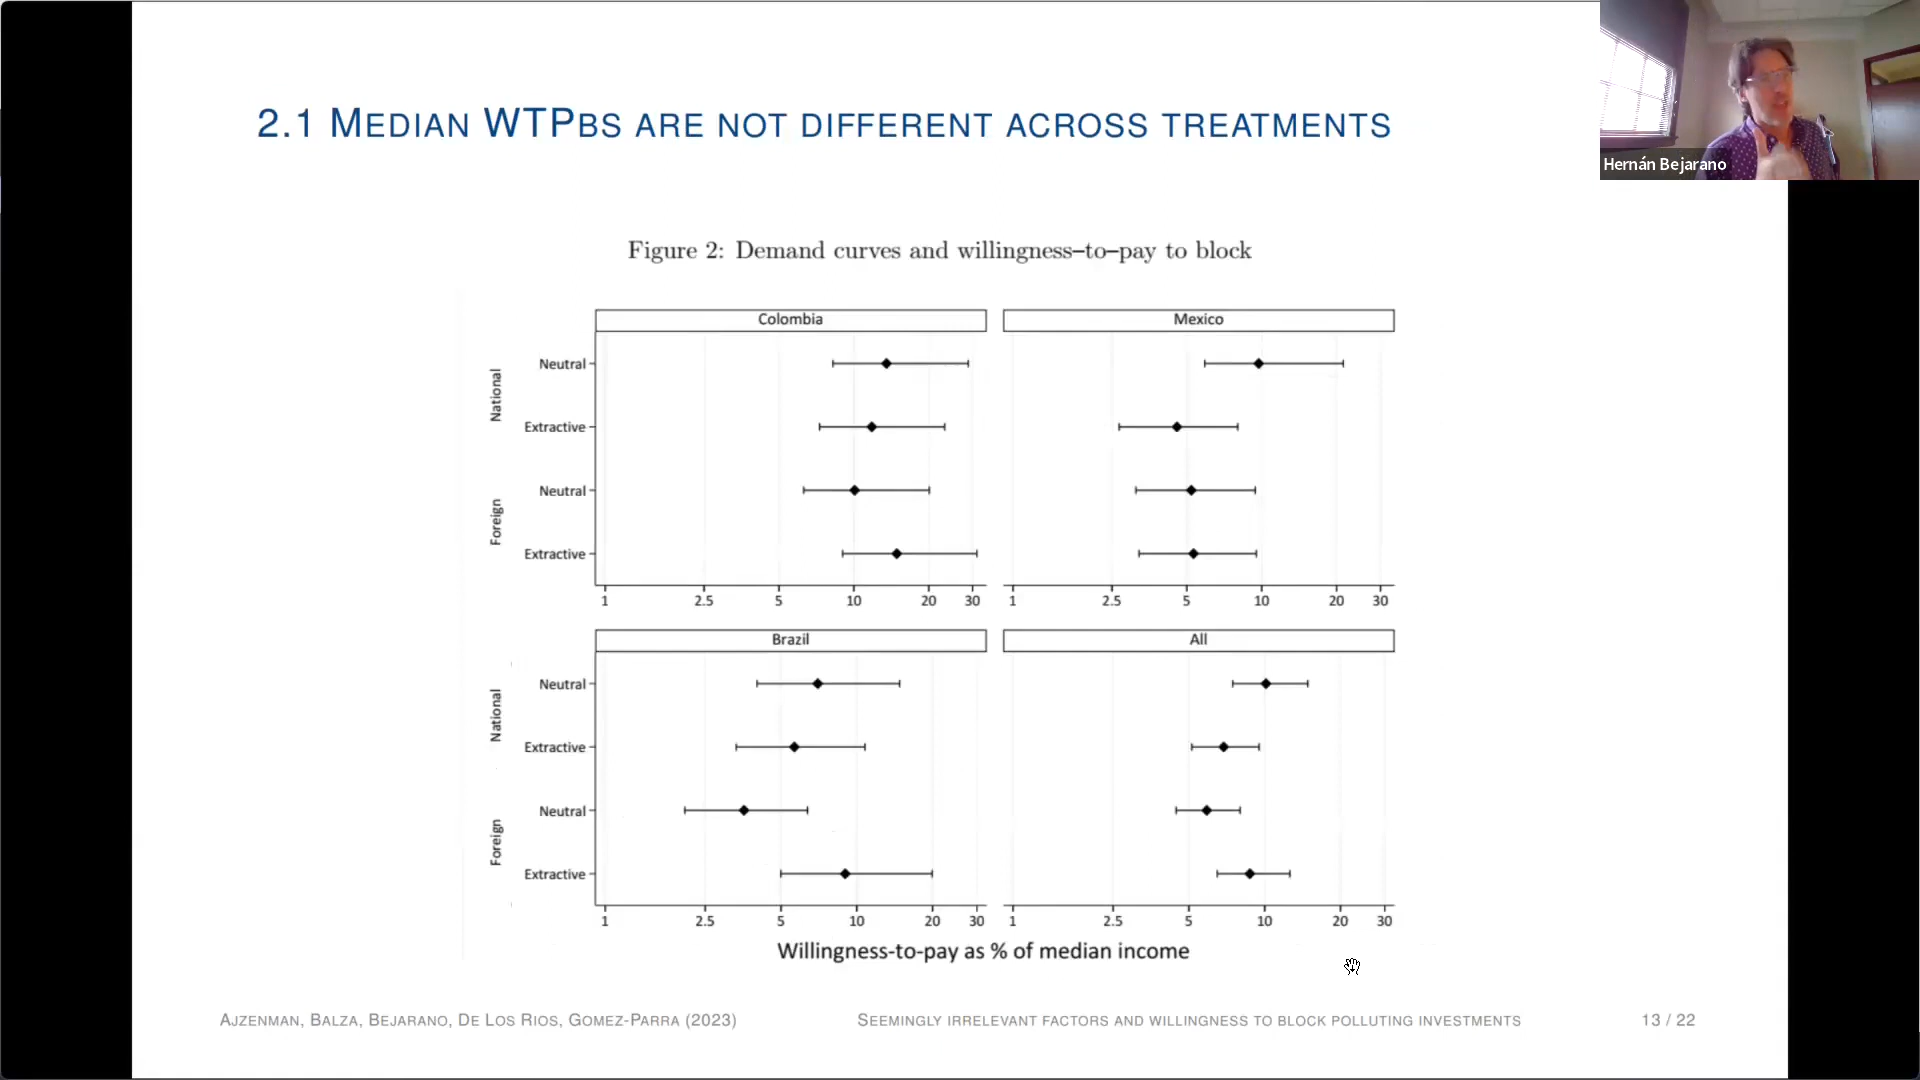 2.1 MEDIAN WTPBS ARE NOT DIFFERENT ACROSS TREATMENTS
Hernán Bejarano
Figure 2: Demand curves and willingness–to–pay to block
Colombia
Mexico
National
Neutral
Extractive
Foreign
Neutral
Extractive
1 2.5 5 10 20 30
1 2.5 5 10 20 30
Brazil
All
National
Neutral
Extractive
Foreign
Neutral
Extractive
1 2.5 5 10 20 30
1 2.5 5 10 20 30
Willingness-to-pay as % of median income
AJZENMAN, BALZA, BEJARANO, DE LOS RIOS, GOMEZ-PARRA (2023)
SEEMINGLY IRRELEVANT FACTORS AND WILLINGNESS TO BLOCK POLLUTING INVESTMENTS
13 / 22